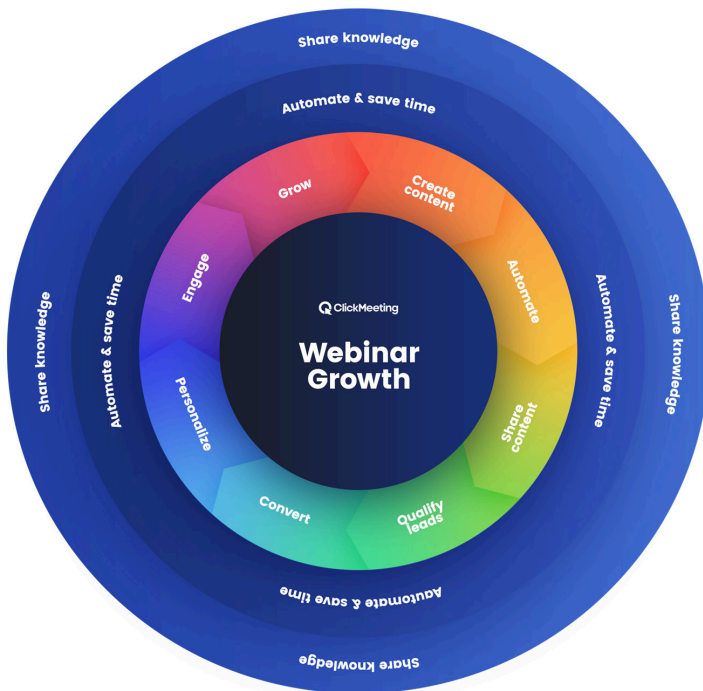 Share knowledge
Automate & save time
Grow
Create
content
Engage
Automate
ClickMeeting
Webinar
Growth
Share knowledge
Automate & save time
Automate & save time
Share knowledge
Personalize
Share
content
Convert
Qualify
leads
Aautomate & save time
Share knowledge